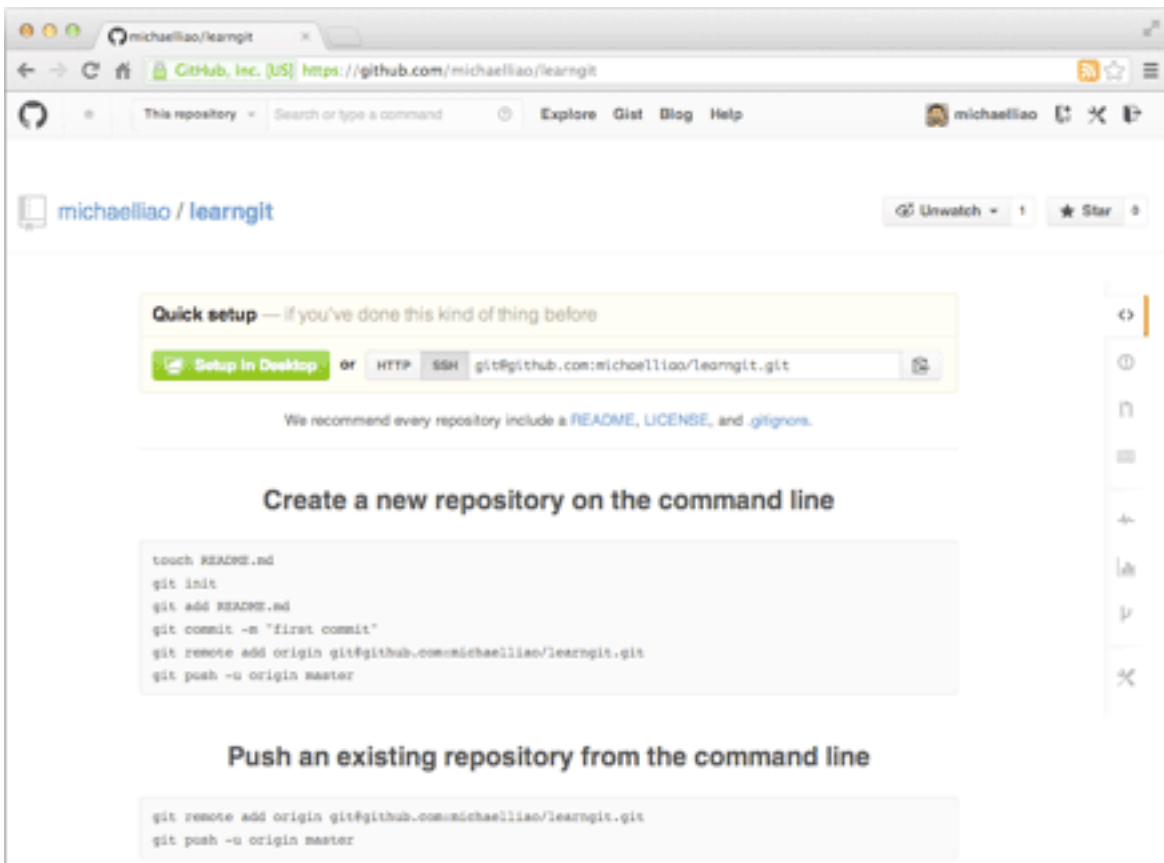 michaelliao/learngit
GitHub, Inc. [US] https://github.com/michaelliao/learngit
This repository Search or type a command Explore Gist Blog Help michaelliao
michaelliao / learngit Unwatch 1 Star 0
Quick setup — if you've done this kind of thing before
Setup in Desktop or HTTP SSH git@github.com:michaelliao/learngit.git
We recommend every repository include a README, LICENSE, and .gitignore.
Create a new repository on the command line
touch README.md
git init
git add README.md
git commit -m "first commit"
git remote add origin git@github.com:michaelliao/learngit.git
git push -u origin master
Push an existing repository from the command line
git remote add origin git@github.com:michaelliao/learngit.git
git push -u origin master